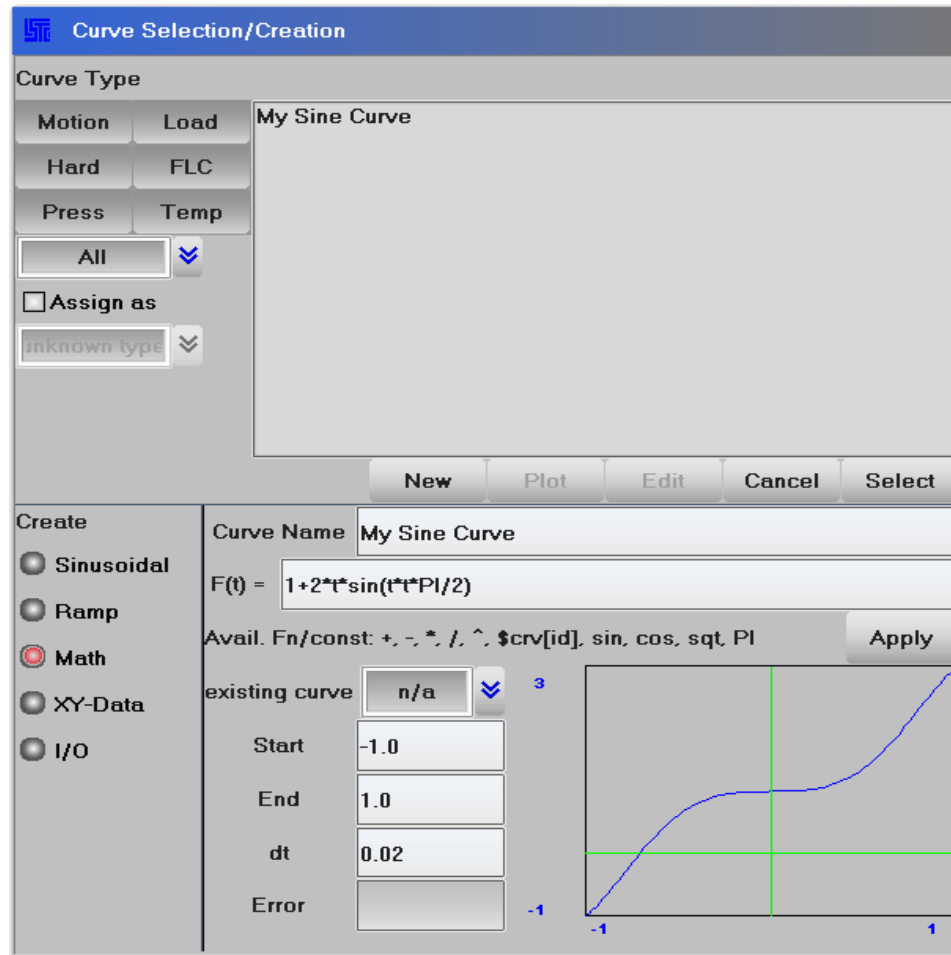 LSTC Curve Selection/Creation
Curve Type
Motion Load
Hard FLC
Press Temp
All
Assign as
unknown type
My Sine Curve
New Plot Edit Cancel Select
Create
Sinusoidal
Ramp
Math
XY-Data
I/O
Curve Name My Sine Curve
F(t) = 1+2*t*sin(t*t*PI/2)
Avail. Fn/const: +, -, *, /, ^, $crv[id], sin, cos, sqt, PI Apply
existing curve n/a
Start -1.0
End 1.0
dt 0.02
Error
3
-1
-1 1